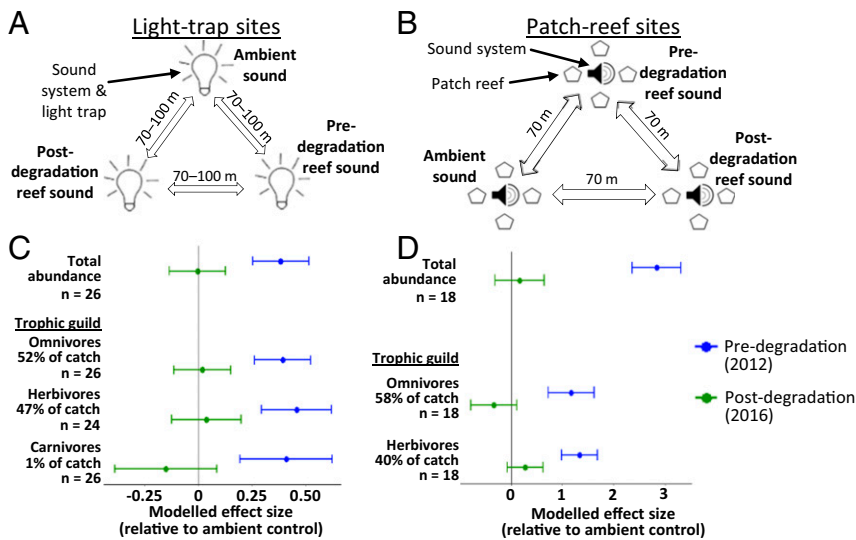 A
Light-trap sites
Ambient
sound
Sound
system &
light trap
70–100 m
70–100 m
Post-
degradation
reef sound
Pre-
degradation
reef sound
70–100 m
B
Patch-reef sites
Sound system
Patch reef
Pre-
degradation
reef sound
70 m
70 m
Ambient
sound
Post-
degradation
reef sound
70 m
C
Total
abundance
n = 26
Trophic guild
Omnivores
52% of catch
n = 26
Herbivores
47% of catch
n = 24
Carnivores
1% of catch
n = 26
-0.25 0 0.25 0.50
Modelled effect size
(relative to ambient control)
D
Total
abundance
n = 18
Trophic guild
Omnivores
58% of catch
n = 18
Herbivores
40% of catch
n = 18
0 1 2 3
Modelled effect size
(relative to ambient control)
Pre-degradation
(2012)
Post-degradation
(2016)